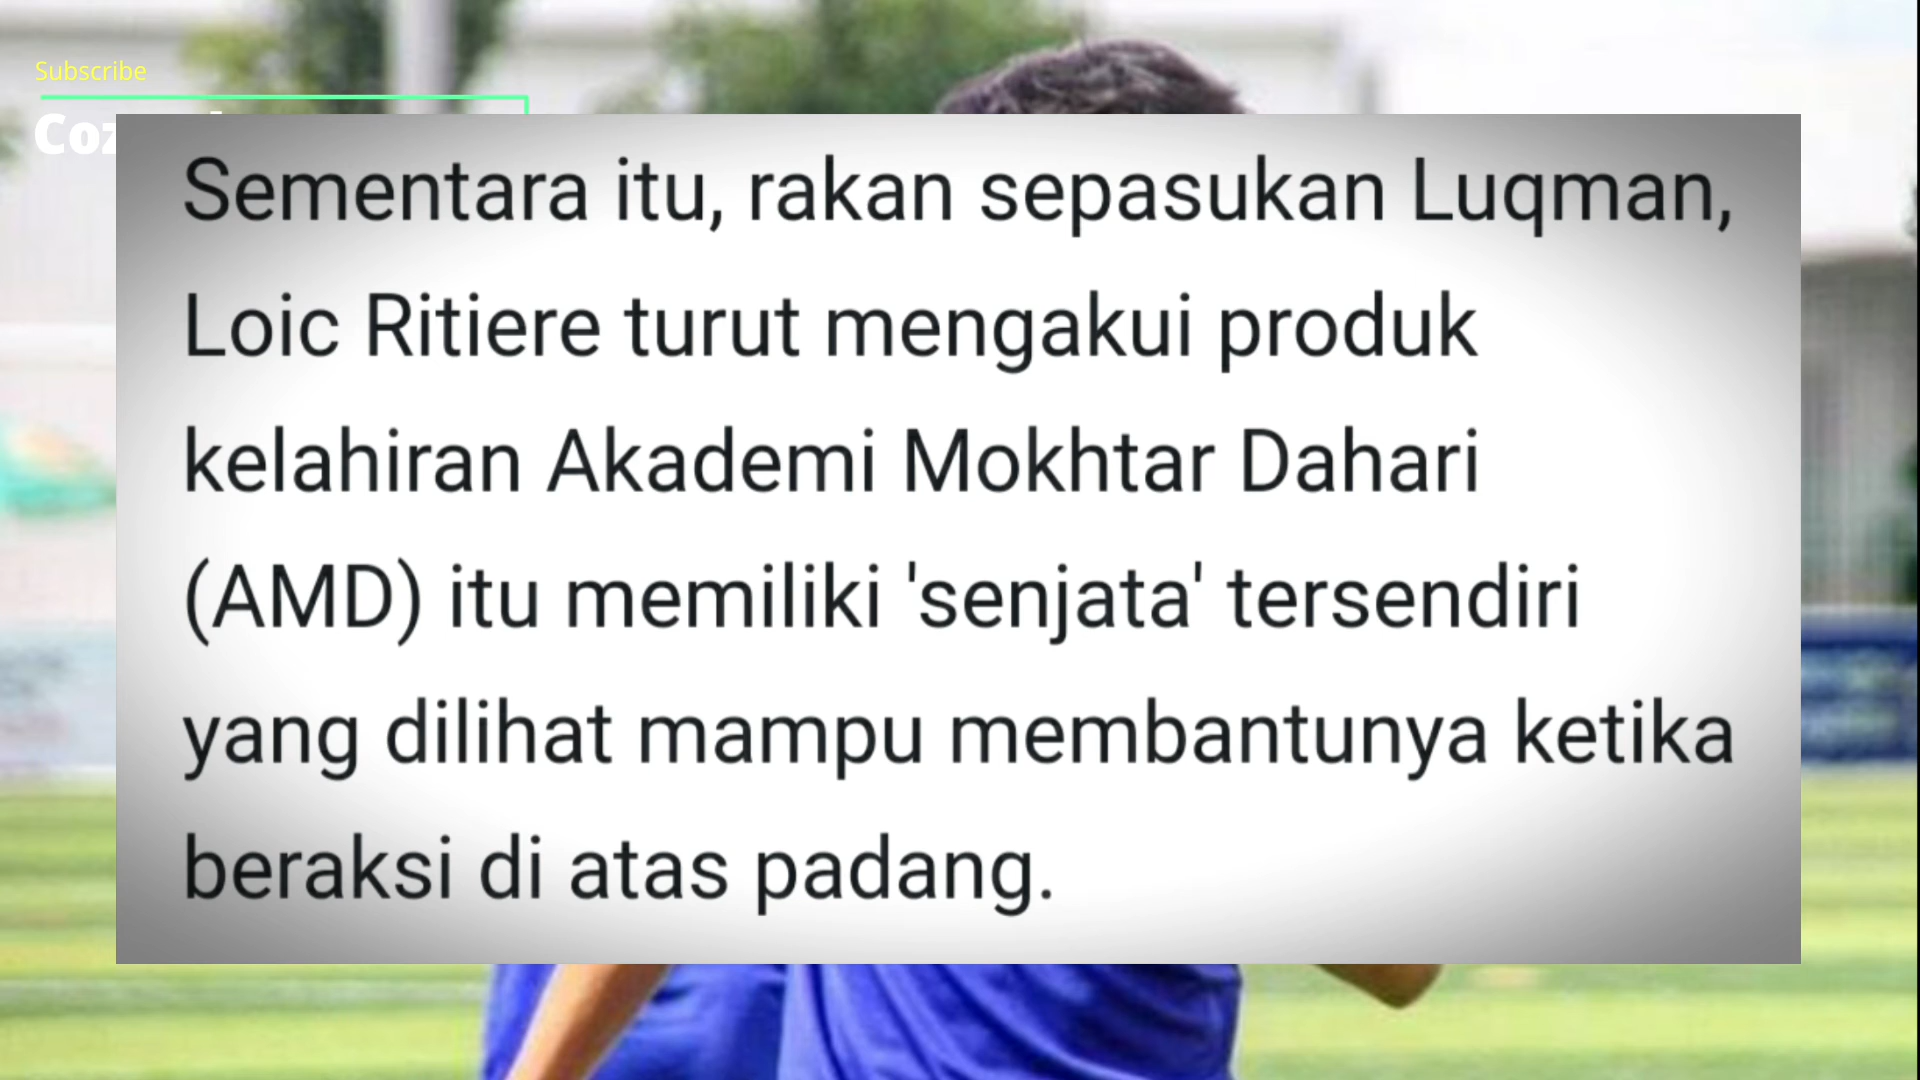 Subscribe
Sementara itu, rakan sepasukan Luqman,
Loic Ritiere turut mengakui produk
kelahiran Akademi Mokhtar Dahari
(AMD) itu memiliki 'senjata' tersendiri
yang dilihat mampu membantunya ketika
beraksi di atas padang.